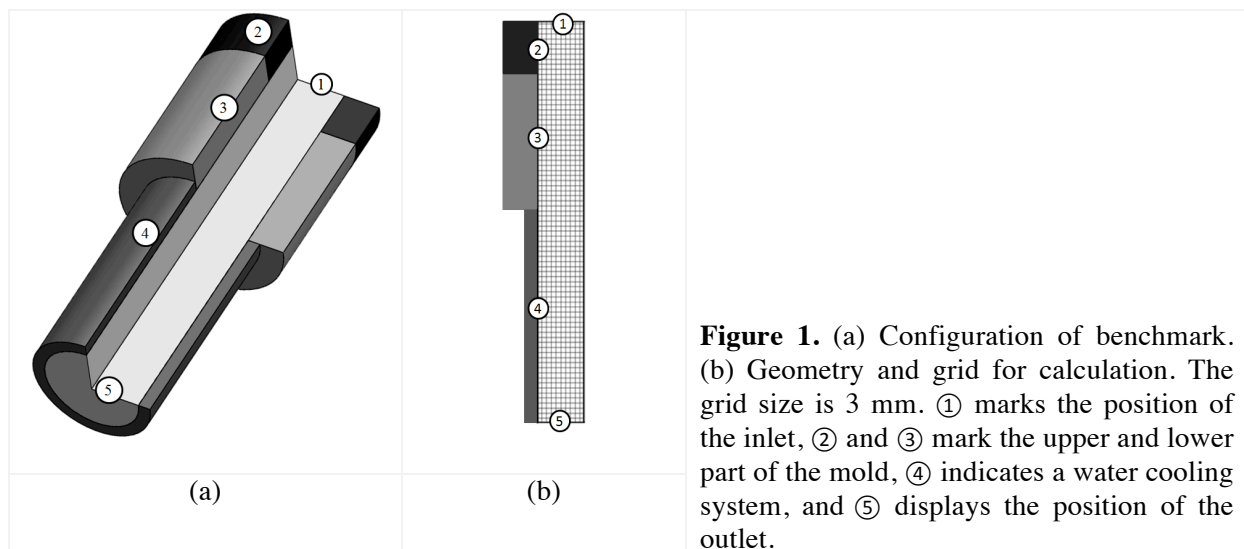 2
1
3
4
5
(a)
1
2
3
4
5
(b)
Figure 1. (a) Configuration of benchmark.
(b) Geometry and grid for calculation. The
grid size is 3 mm. ① marks the position of
the inlet, ② and ③ mark the upper and lower
part of the mold, ④ indicates a water cooling
system, and ⑤ displays the position of the
outlet.